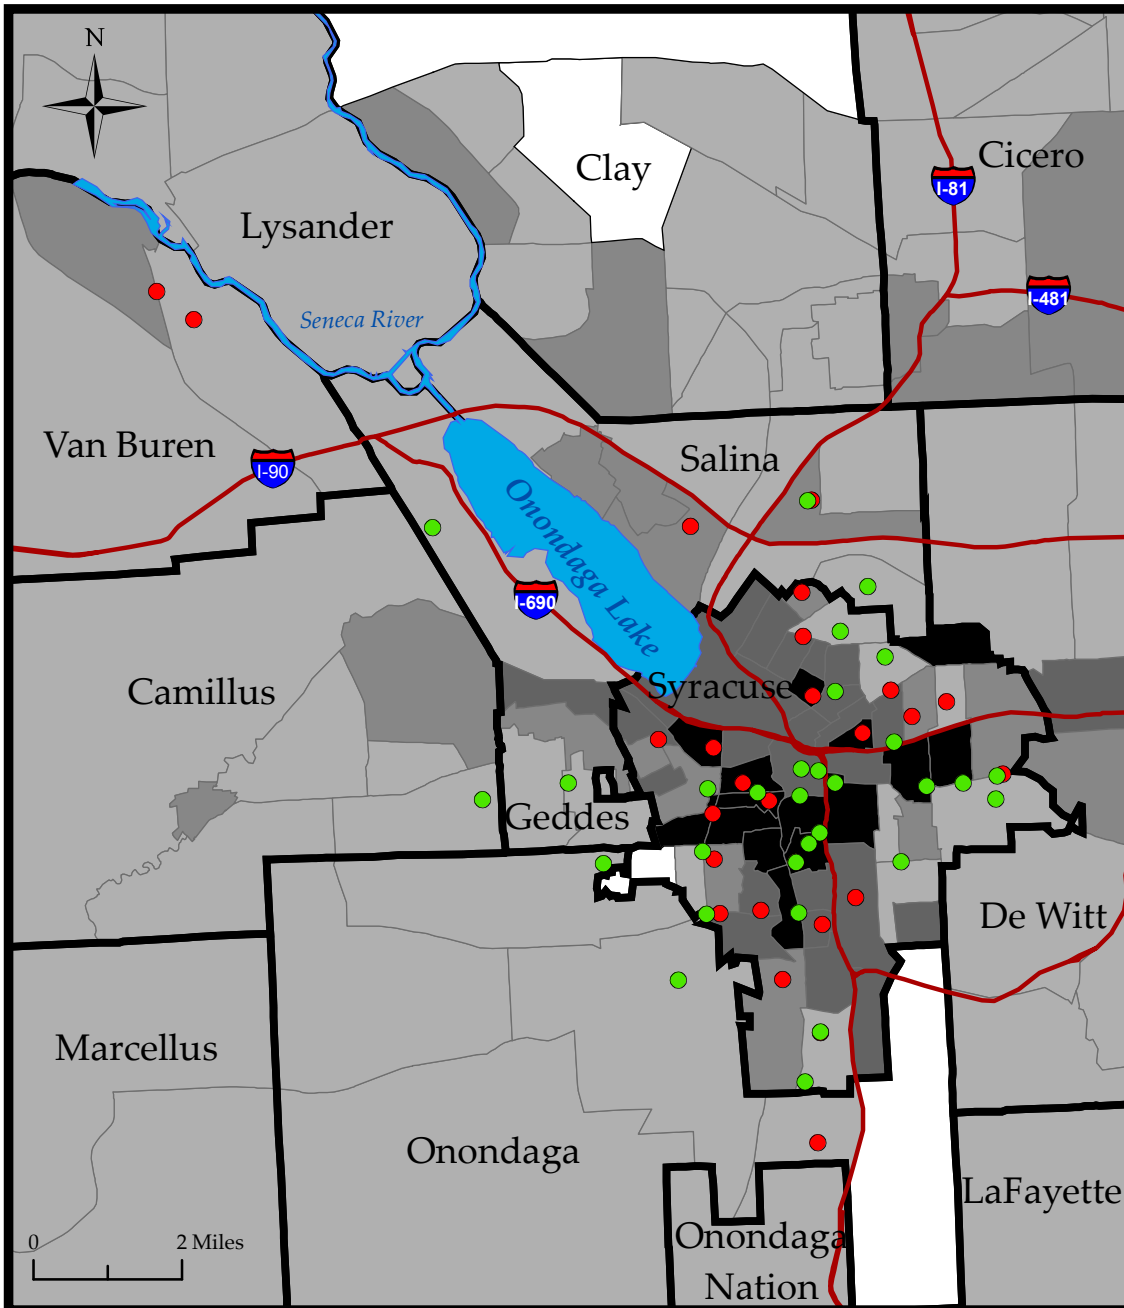 N
Clay
Cicero
I-81
Lysander
I-481
Seneca River
Van Buren
I-90
Salina
Onondaga Lake
I-690
Camillus
Syracuse
Geddes
De Witt
Marcellus
Onondaga
LaFayette
0 2 Miles
Onondaga
Nation